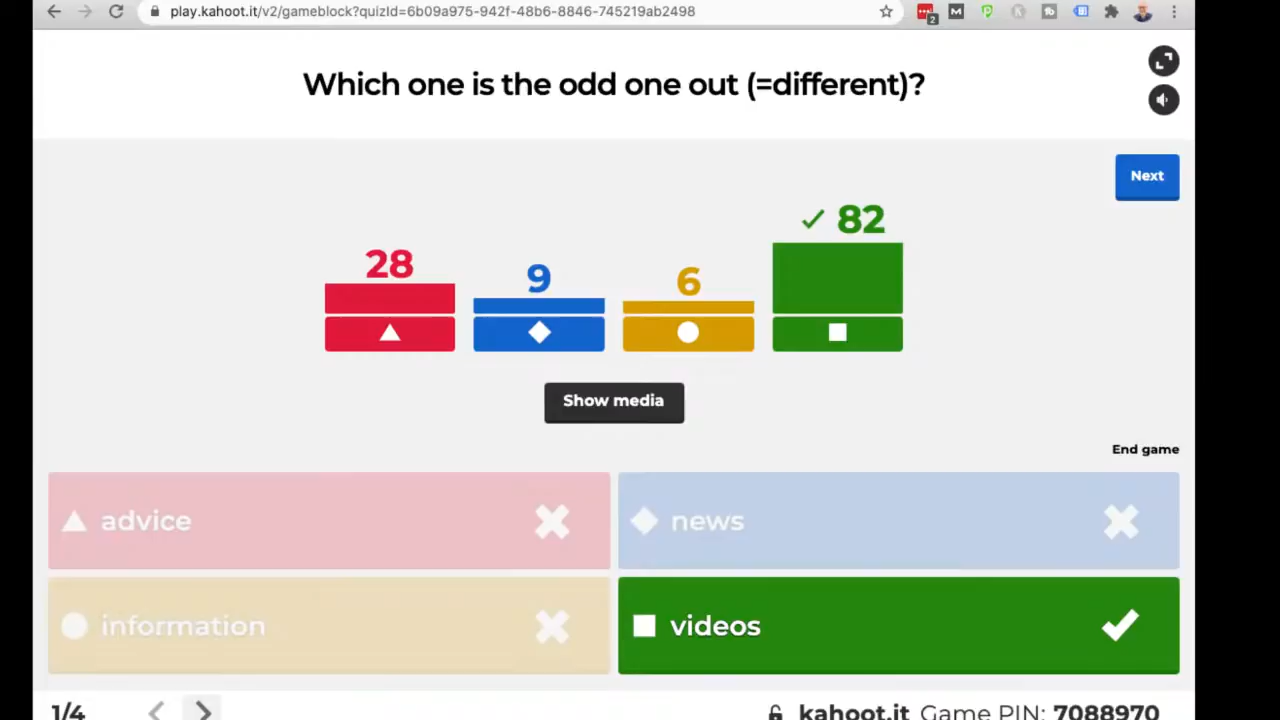 play.kahoot.it/v2/gameblock?quizId=6b09a975-942f-48b6-8846-745219ab2498
2
M
Which one is the odd one out (=different)?
Next
28
9
6
82
Show media
End game
advice
news
information
videos
1/4
kahoot.it Game PIN: 7088970